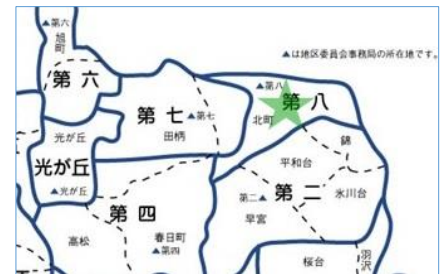 ▲第六
旭町
▲は地区委員会事務局の所在地です。
第六
▲第八
第八
北町
第七
▲第七
田柄
光が丘
錦
平和台
光が丘
▲光が丘
第二▲
第二
氷川台
早宮
第四
高松
春日町
▲第四
桜台
羽沢